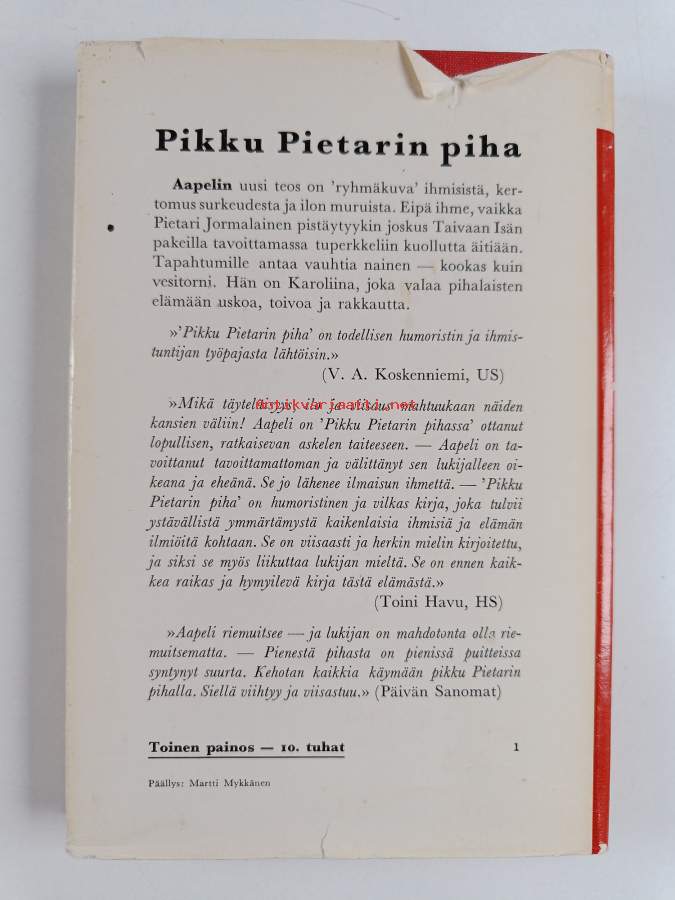 Pikku Pietarin piha
Aapelin uusi teos on 'ryhmäkuva' ihmisistä, ker-
tomus surkeudesta ja ilon muruista. Eipä ihme, vaikka
Pietari Jormalainen pistäytyykin joskus Taivaan Isän
pakeilla tavoittamassa tuperkkeliin kuollutta äitiään.
Tapahtumille antaa vauhtia nainen — kookas kuin
vesitorni. Hän on Karoliina, joka valaa pihalaisten
elämään uskoa, toivoa ja rakkautta.
»'Pikku Pietarin piha' on todellisen humoristin ja ihmis-
tuntijan työpajasta lähtöisin.»
(V. A. Koskenniemi, US)
»Mikä täyteläisyys, ilo ja viisaus mahtuukaan näiden
antikvariaatti.net
kansien väliin! Aapeli on 'Pikku Pietarin pihassa' ottanut
lopullisen, ratkaisevan askelen taiteeseen. — Aapeli on ta-
voittanut tavoittamattoman ja välittänyt sen lukijalleen oi-
keana ja eheänä. Se jo lähenee ilmaisun ihmettä. — 'Pikku
Pietarin piha' on humoristinen ja vilkas kirja, joka tulvii
ystävällistä ymmärtämystä kaikenlaisia ihmisiä ja elämän
ilmiöitä kohtaan. Se on viisaasti ja herkin mielin kirjoitettu,
ja siksi se myös liikuttaa lukijan mieltä. Se on ennen kaik-
kea raikas ja hymyilevä kirja tästä elämästä.»
(Toini Havu, HS)
»Aapeli riemuitsee — ja lukijan on mahdotonta olla rie-
muitsematta. — Pienestä pihasta on pienissä puitteissa
syntynyt suurta. Kehotan kaikkia käymään pikku Pietarin
pihalla. Siellä viihtyy ja viisastuu.» (Päivän Sanomat)
Toinen painos — 10. tuhat 1
Päällys: Martti Mykkänen